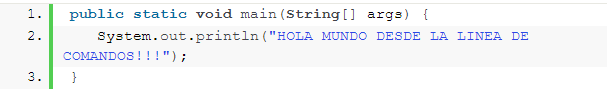 1. public static void main(String[] args) {
2. System.out.println("HOLA MUNDO DESDE LA LINEA DE
COMANDOS!!!");
3. }